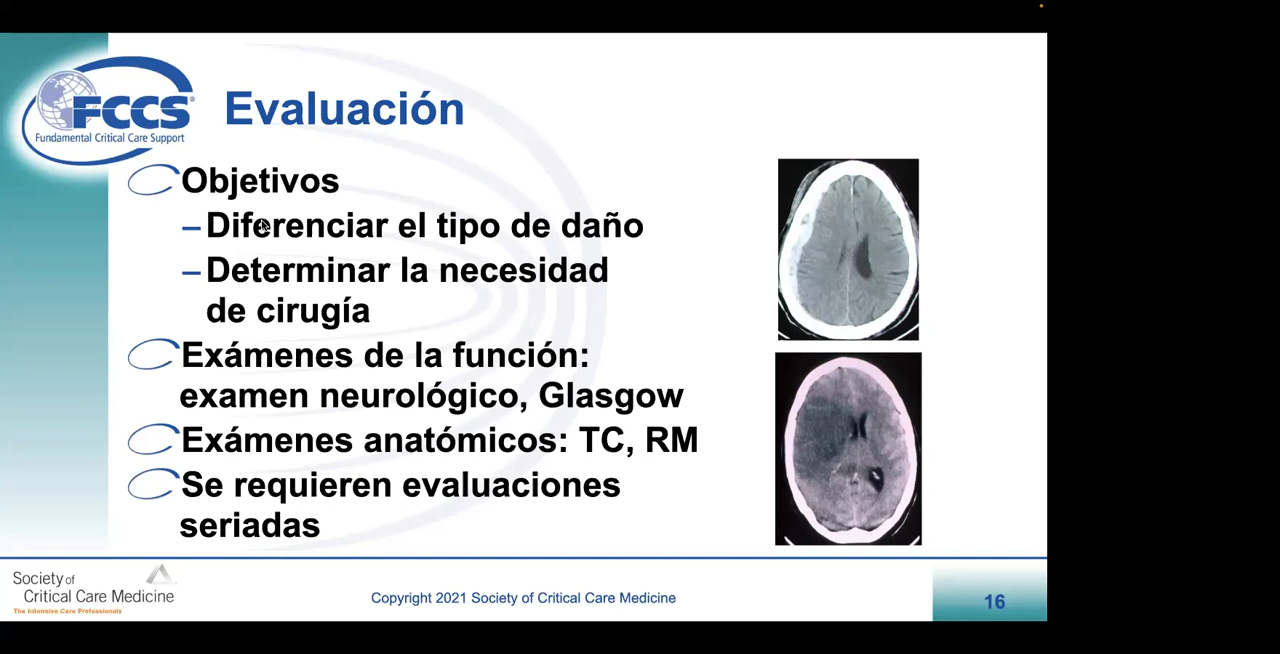 FCCS®
Fundamental Critical Care Support
Evaluación
Objetivos
–Diferenciar el tipo de daño
–Determinar la necesidad
de cirugía
Exámenes de la función:
examen neurológico, Glasgow
Exámenes anatómicos: TC, RM
Se requieren evaluaciones
seriadas
Society of
Critical Care Medicine
The Intensive Care Professionals
Copyright 2021 Society of Critical Care Medicine
16